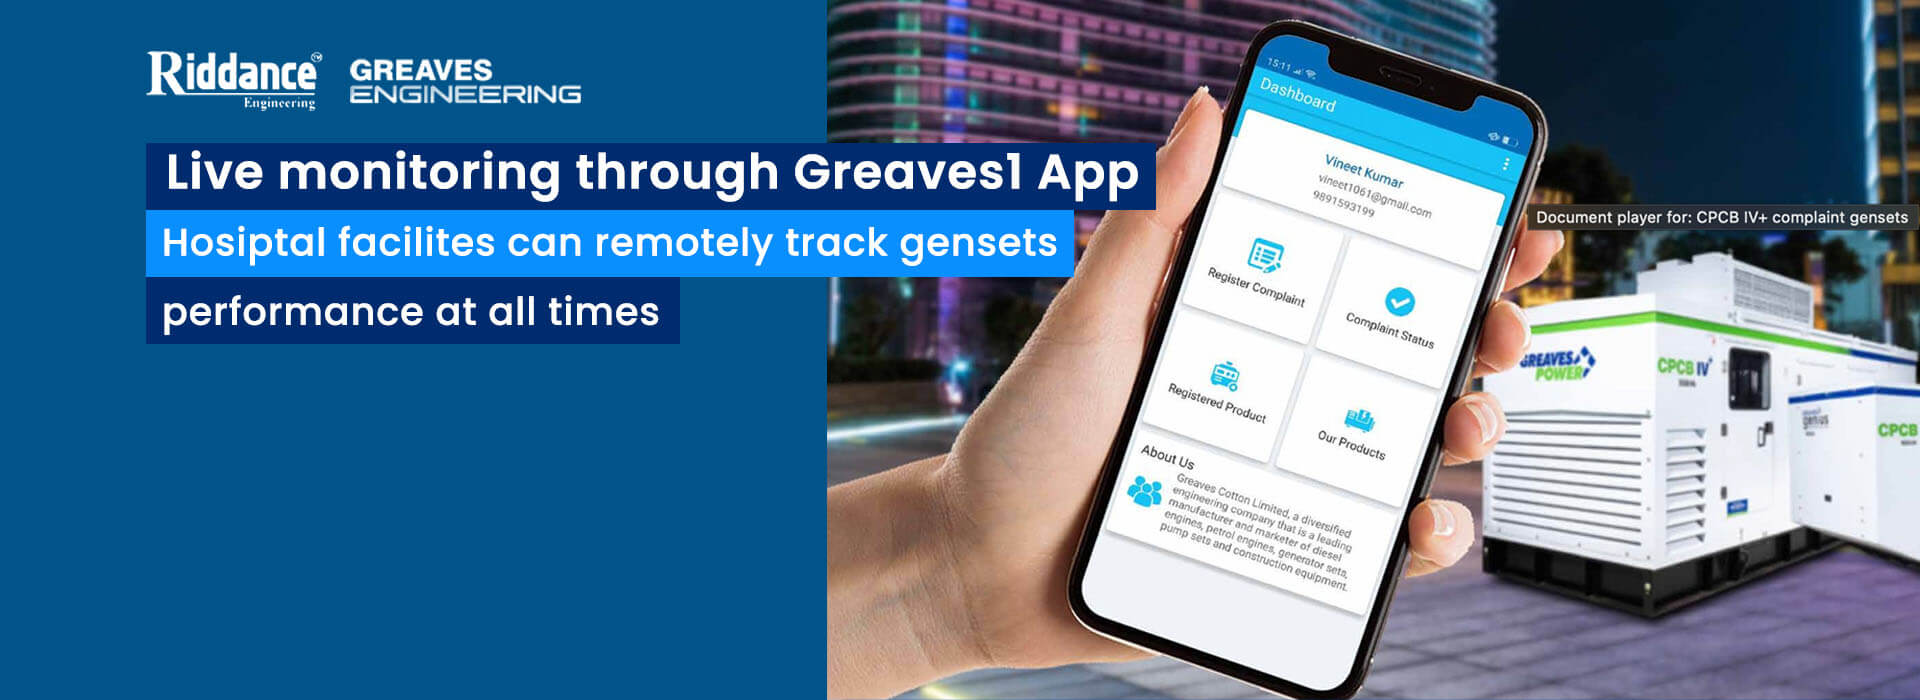 Riddance TM
Engineering
GREAVES
ENGINEERING
Live monitoring through Greaves1 App
Hosiptal facilites can remotely track gensets
performance at all times
15:11
Dashboard
Vineet Kumar
vineet1061@gmail.com
9891593199
Register Complaint
Complaint Status
Registered Product
Our Products
About Us
Greaves Cotton Limited, a diversified
engineering company that is a leading
manufacturer and marketer of diesel
engines, petrol engines, generator sets,
pump sets and construction equipment.
Document player for: CPCB IV+ complaint gensets
GREAVES
POWER
CPCB IV+
genius
CPCB